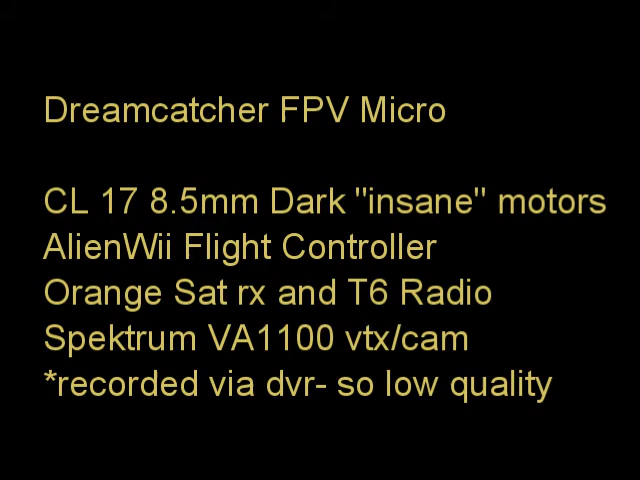 Dreamcatcher FPV Micro
CL 17 8.5mm Dark "insane" motors
AlienWii Flight Controller
Orange Sat rx and T6 Radio
Spektrum VA1100 vtx/cam
*recorded via dvr- so low quality